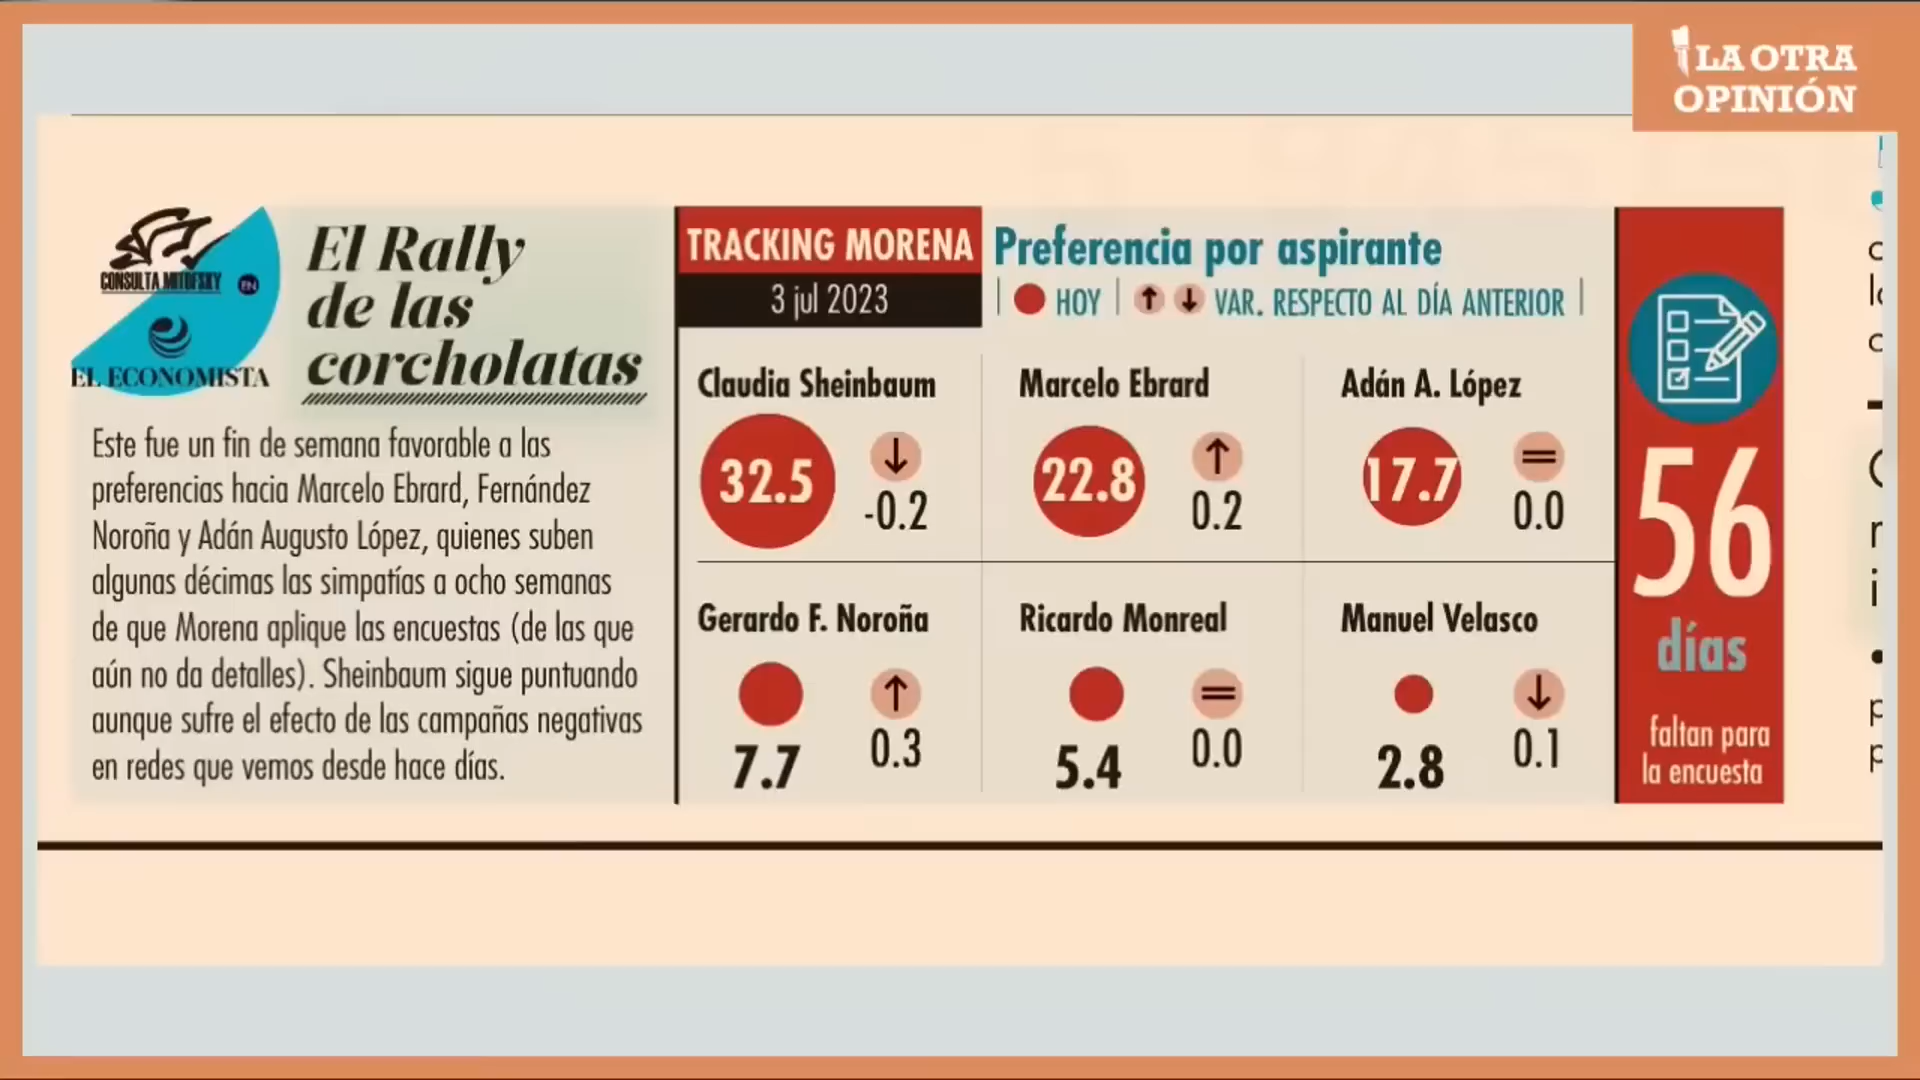 LA OTRA
OPINIÓN
CONSULTA MITOFSKY
EN
EL ECONOMISTA
El Rally
de las
corcholatas
Este fue un fin de semana favorable a las
preferencias hacia Marcelo Ebrard, Fernández
Noroña y Adán Augusto López, quienes suben
algunas décimas las simpatías a ocho semanas
de que Morena aplique las encuestas (de las que
aún no da detalles). Sheinbaum sigue puntuando
aunque sufre el efecto de las campañas negativas
en redes que vemos desde hace días.
TRACKING MORENA
3 jul 2023
Preferencia por aspirante
HOY | VAR. RESPECTO AL DÍA ANTERIOR
Claudia Sheinbaum
32.5
-0.2
Marcelo Ebrard
22.8
0.2
Adán A. López
17.7
0.0
Gerardo F. Noroña
7.7
0.3
Ricardo Monreal
5.4
0.0
Manuel Velasco
2.8
0.1
56
días
faltan para
la encuesta